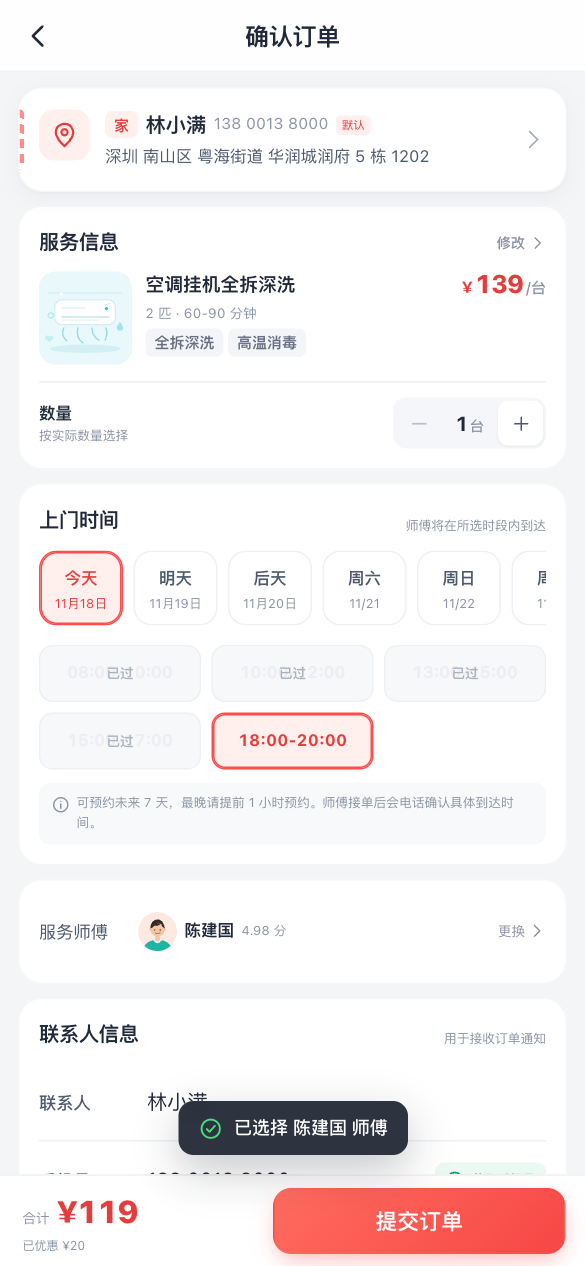 确认订单
家 林小满 138 0013 8000 默认
深圳 南山区 粤海街道 华润城润府 5 栋 1202
服务信息 修改
空调挂机全拆深洗 ¥139/台
2 匹 · 60-90 分钟
全拆深洗 高温消毒
数量
按实际数量选择
1台
上门时间 师傅将在所选时段内到达
今天 明天 后天 周六 周日
11月18日 11月19日 11月20日 11/21 11/22
已过 已过 已过
已过 18:00-20:00
可预约未来 7 天，最晚请提前 1 小时预约。师傅接单后会电话确认具体到达时
间。
服务师傅 陈建国 4.98 分 更换
联系人信息 用于接收订单通知
联系人 林小满
已选择 陈建国 师傅
合计 ¥119
已优惠 ¥20
提交订单